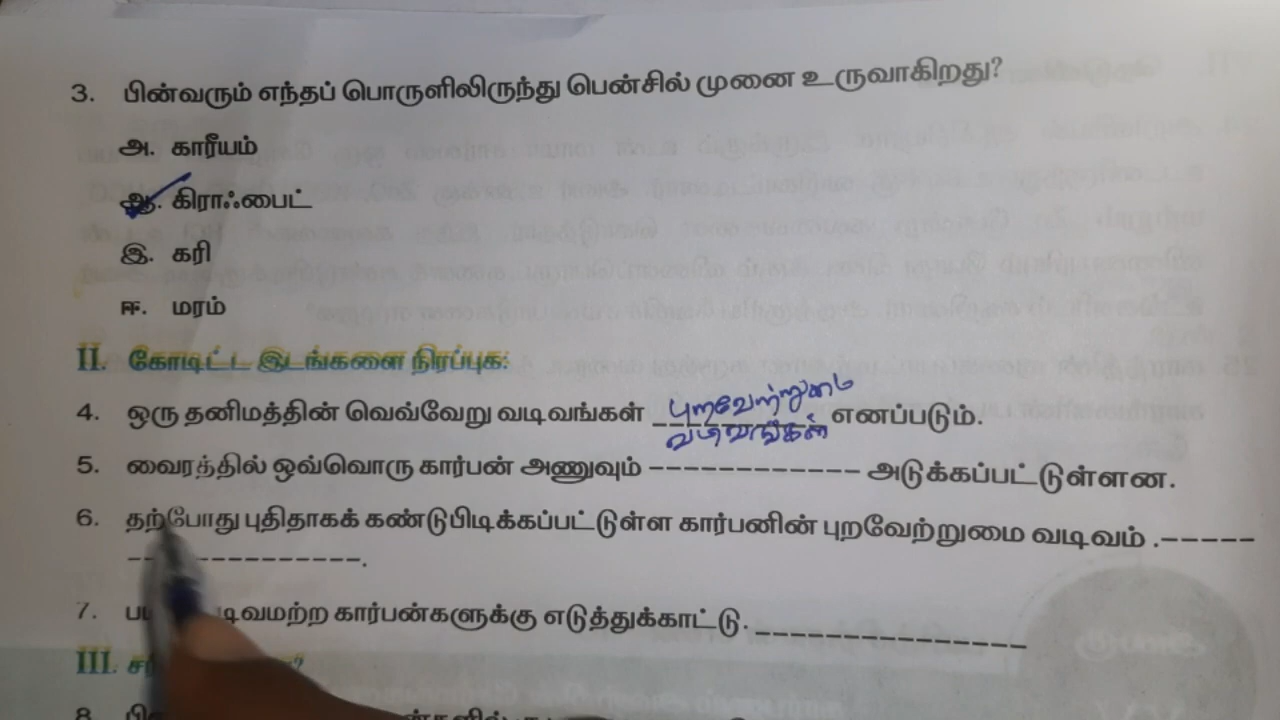 3. பின்வரும் எந்தப் பொருளிலிருந்து பென்சில் முனை உருவாகிறது?
அ. காரீயம்
ஆ. கிராஃபைட்
இ. கரி
ஈ. மரம்
II. கோடிட்ட இடங்களை நிரப்புக:
4. ஒரு தனிமத்தின் வெவ்வேறு வடிவங்கள் புறவேற்றுமை வடிவங்கள் எனப்படும்.
5. வைரத்தில் ஒவ்வொரு கார்பன் அணுவும் ------------ அடுக்கப்பட்டுள்ளன.
6. தற்போது புதிதாகக் கண்டுபிடிக்கப்பட்டுள்ள கார்பனின் புறவேற்றுமை வடிவம் .-----
--------------.
7. கார்பன்களுக்கு எடுத்துக்காட்டு. ----------------
III.
8.